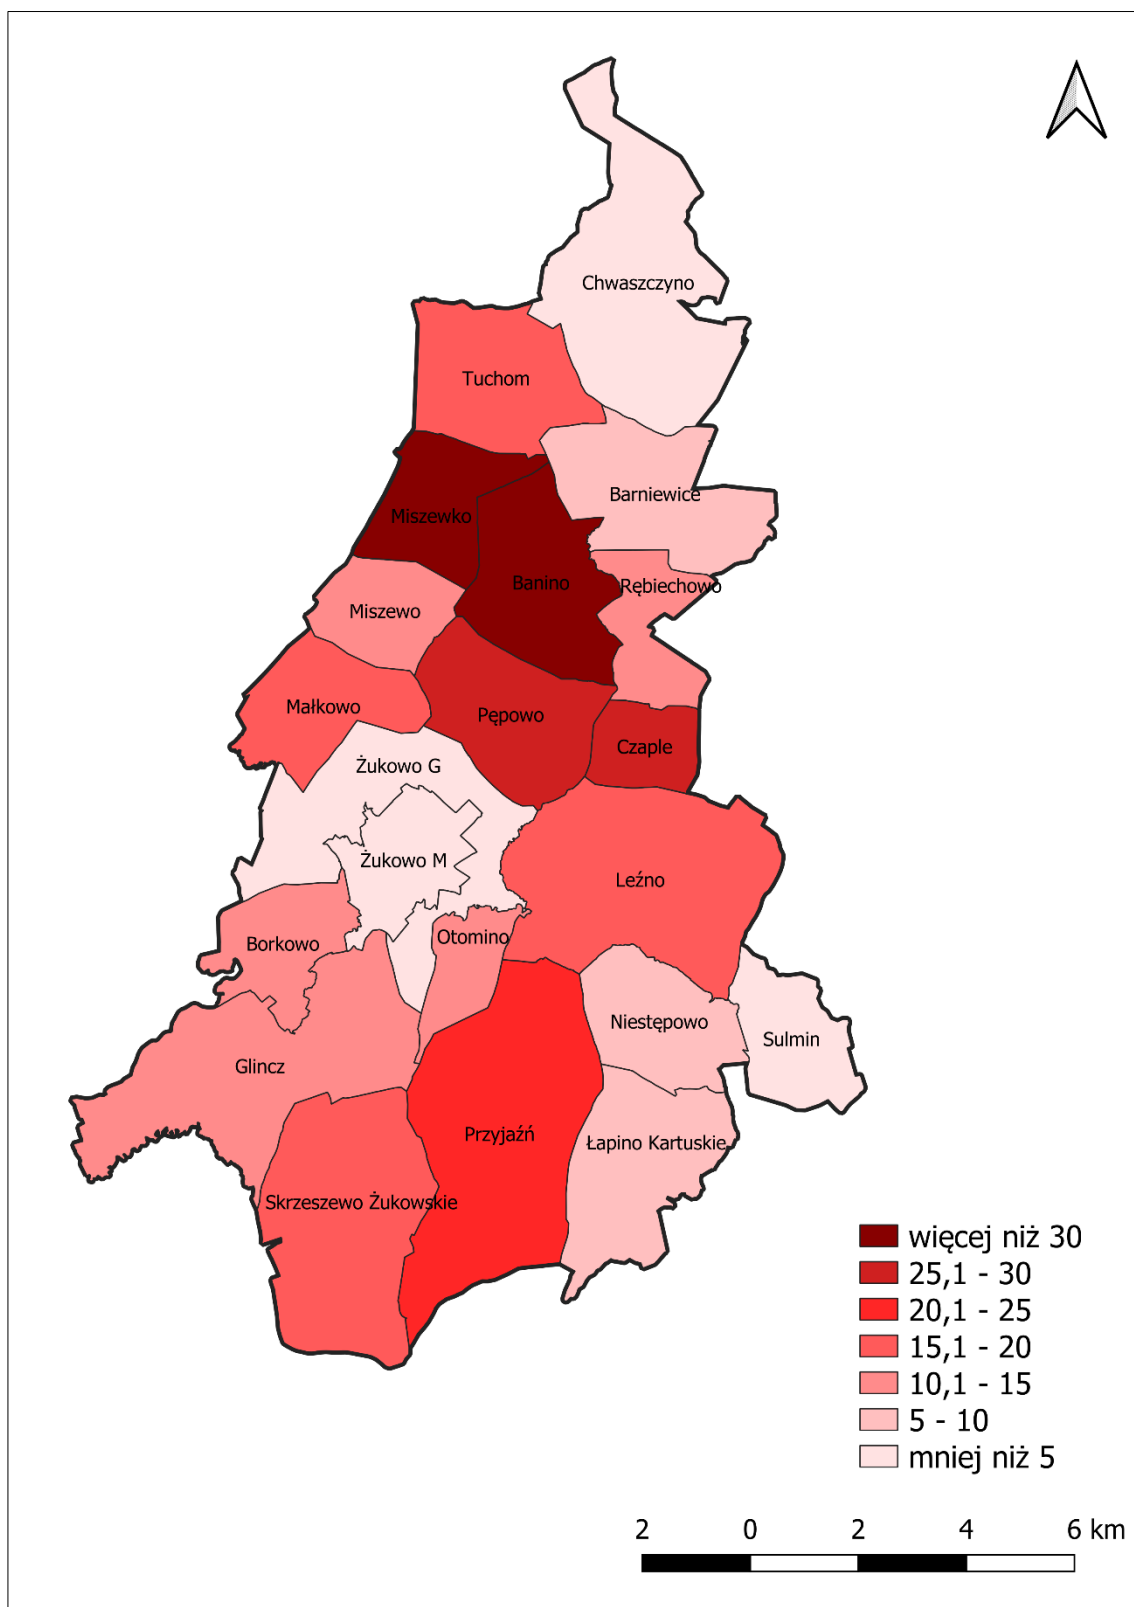 Chwaszczyno
Tuchom
Barniewice
Miszewko
Banino
Rębiechowo
Miszewo
Małkowo
Pępowo
Czaple
Żukowo G
Żukowo M
Leźno
Otomino
Borkowo
Niestępowo
Sulmin
Glincz
Przyjaźń
Łapino Kartuskie
Skrzeszewo Żukowskie
więcej niż 30
25,1 - 30
20,1 - 25
15,1 - 20
10,1 - 15
5 - 10
mniej niż 5
2 0 2 4 6 km